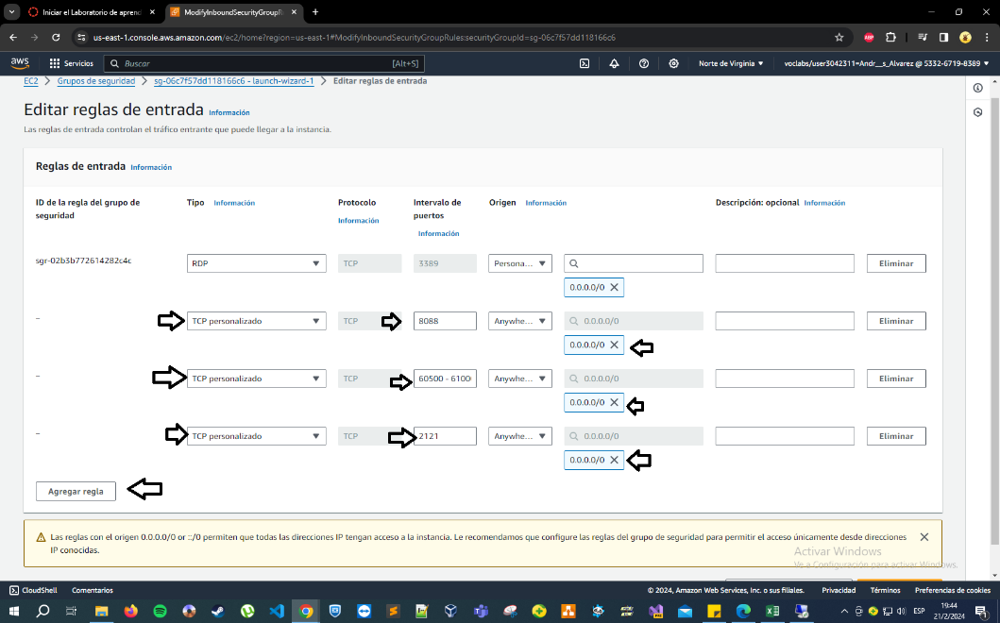 Iniciar el Laboratorio de aprend
ModifyInboundSecurityGroupR
us-east-1.console.aws.amazon.com/ec2/home?region=us-east-1#ModifyInboundSecurityGroupRules:securityGroupId=sg-06c7f57dd118166c6
aws Servicios Buscar [Alt+S] Norte de Virginia voclabs/user3042311=Andr__s_Alvarez @ 5332-6719-8389
EC2 Grupos de seguridad sg-06c7f57dd118166c6 - launch-wizard-1 Editar reglas de entrada
Editar reglas de entrada Información
Las reglas de entrada controlan el tráfico entrante que puede llegar a la instancia.
Reglas de entrada Información
ID de la regla del grupo de seguridad
Tipo Información
Protocolo Información
Intervalo de puertos Información
Origen Información
Descripción: opcional Información
sgr-02b3b772614282c4c RDP TCP 3389 Persona... Eliminar
0.0.0.0/0
– TCP personalizado TCP 8088 Anywhe... 0.0.0.0/0 Eliminar
0.0.0.0/0
– TCP personalizado TCP 60500 - 6100 Anywhe... 0.0.0.0/0 Eliminar
0.0.0.0/0
– TCP personalizado TCP 2121 Anywhe... 0.0.0.0/0 Eliminar
0.0.0.0/0
Agregar regla
Las reglas con el origen 0.0.0.0/0 or ::/0 permiten que todas las direcciones IP tengan acceso a la instancia. Le recomendamos que configure las reglas del grupo de seguridad para permitir el acceso únicamente desde direcciones
IP conocidas.
Activar Windows
Ve a Configuración para activar Windows.
CloudShell Comentarios © 2024, Amazon Web Services, Inc. o sus filiales. Privacidad Términos Preferencias de cookies
ESP
19:44
21/2/2024